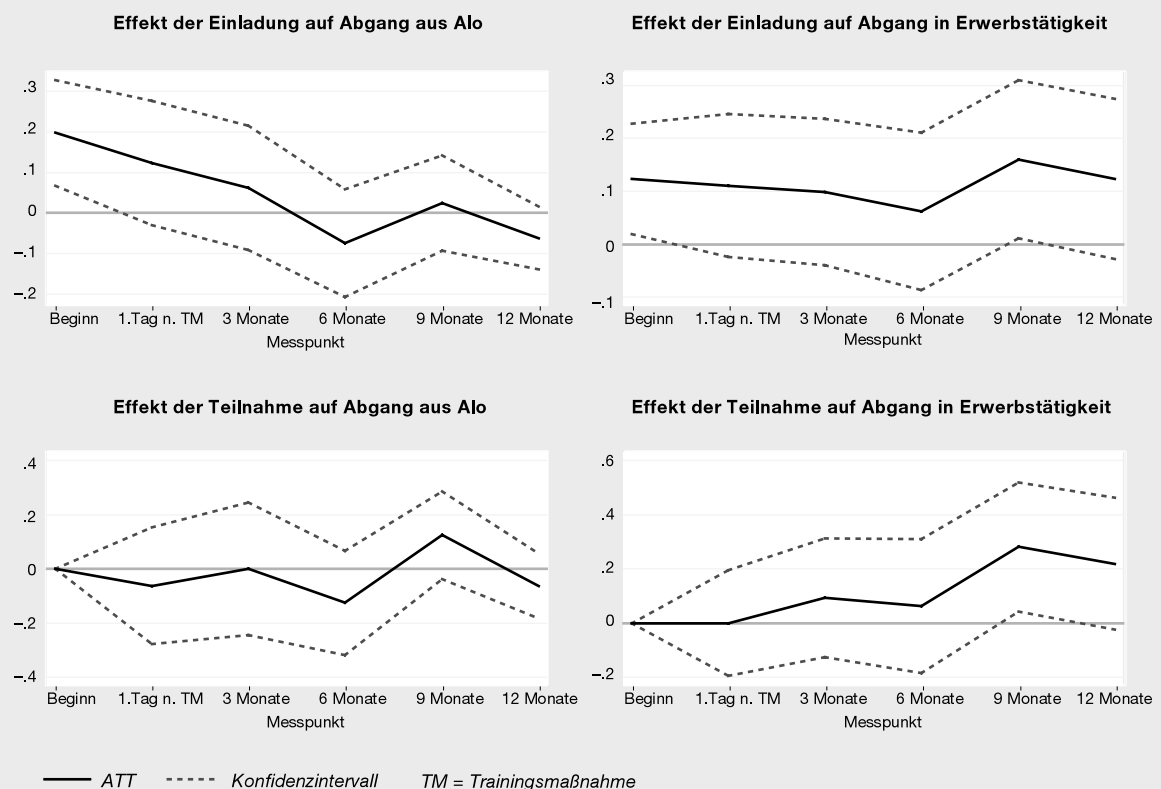 Effekt der Einladung auf Abgang aus Alo
.3
.2
.1
0
–.1
–.2
Beginn 1.Tag n. TM 3 Monate 6 Monate 9 Monate 12 Monate
Messpunkt
Effekt der Einladung auf Abgang in Erwerbstätigkeit
.3
.2
.1
0
–.1
Beginn 1.Tag n. TM 3 Monate 6 Monate 9 Monate 12 Monate
Messpunkt
Effekt der Teilnahme auf Abgang aus Alo
.4
.2
0
–.2
–.4
Beginn 1.Tag n. TM 3 Monate 6 Monate 9 Monate 12 Monate
Messpunkt
Effekt der Teilnahme auf Abgang in Erwerbstätigkeit
.6
.4
.2
0
–.2
Beginn 1.Tag n. TM 3 Monate 6 Monate 9 Monate 12 Monate
Messpunkt
ATT Konfidenzintervall TM = Trainingsmaßnahme